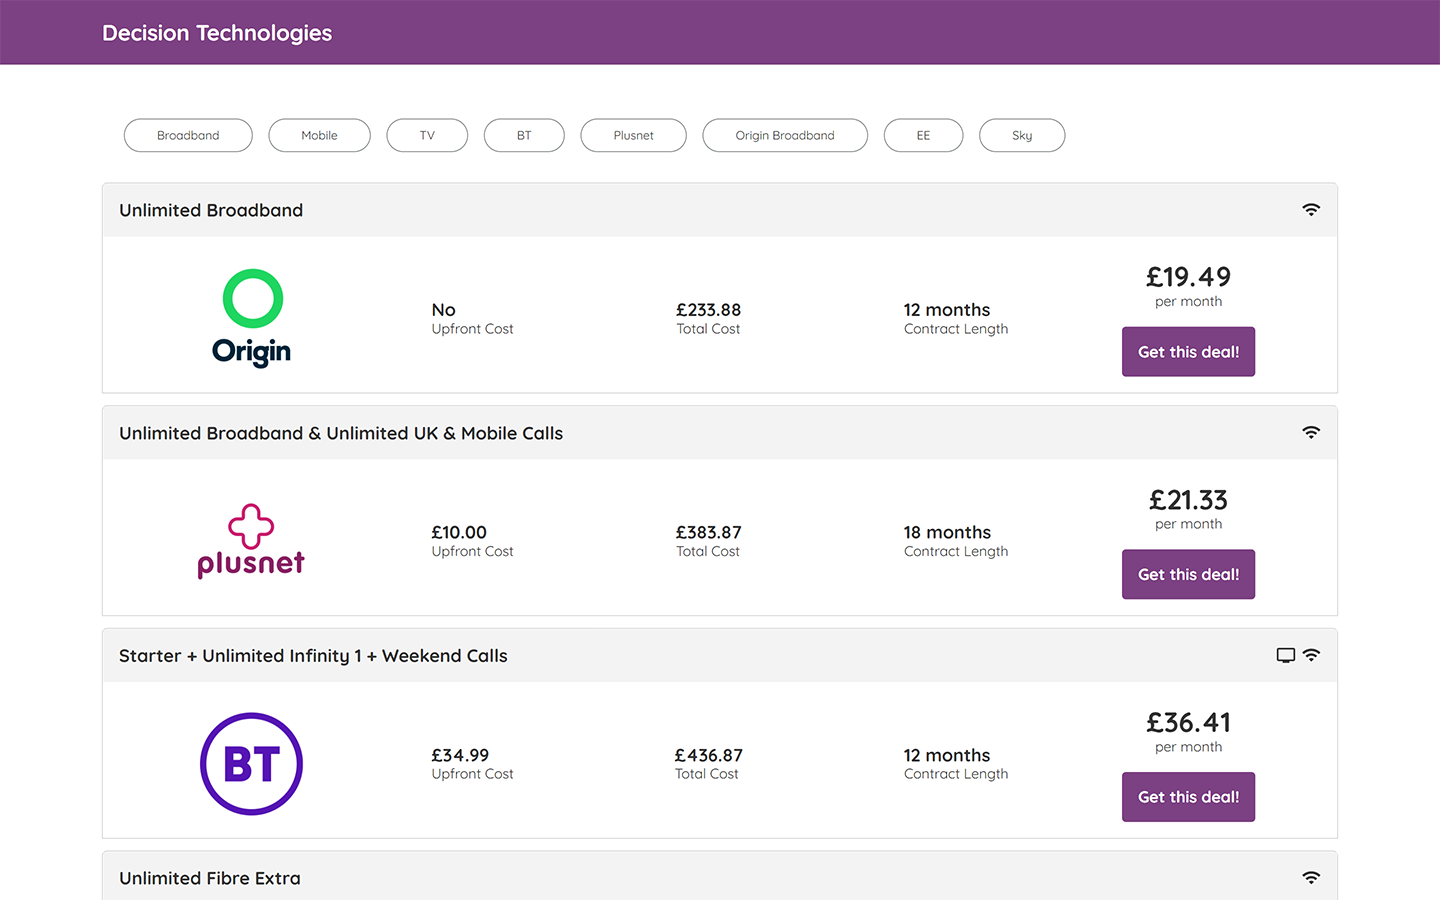 Decision Technologies
Broadband Mobile TV BT Plusnet Origin Broadband EE Sky
Unlimited Broadband
Origin
No
Upfront Cost
£233.88
Total Cost
12 months
Contract Length
£19.49
per month
Get this deal!
Unlimited Broadband & Unlimited UK & Mobile Calls
plusnet
£10.00
Upfront Cost
£383.87
Total Cost
18 months
Contract Length
£21.33
per month
Get this deal!
Starter + Unlimited Infinity 1 + Weekend Calls
BT
£34.99
Upfront Cost
£436.87
Total Cost
12 months
Contract Length
£36.41
per month
Get this deal!
Unlimited Fibre Extra